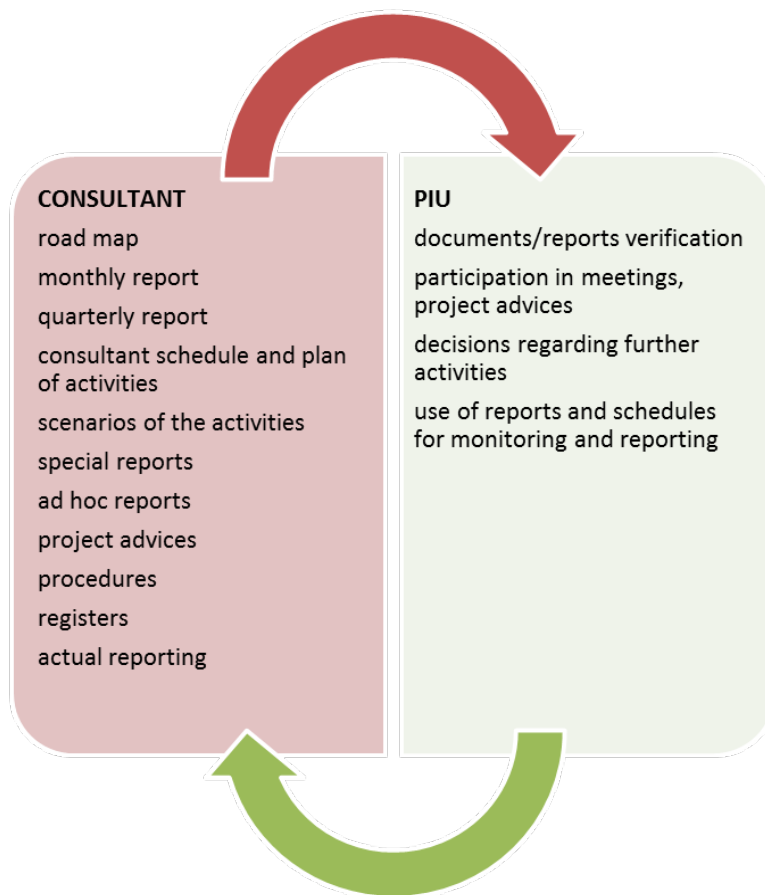 CONSULTANT
road map
monthly report
quarterly report
consultant schedule and plan
of activities
scenarios of the activities
special reports
ad hoc reports
project advices
procedures
registers
actual reporting
PIU
documents/reports verification
participation in meetings,
project advices
decisions regarding further
activities
use of reports and schedules
for monitoring and reporting